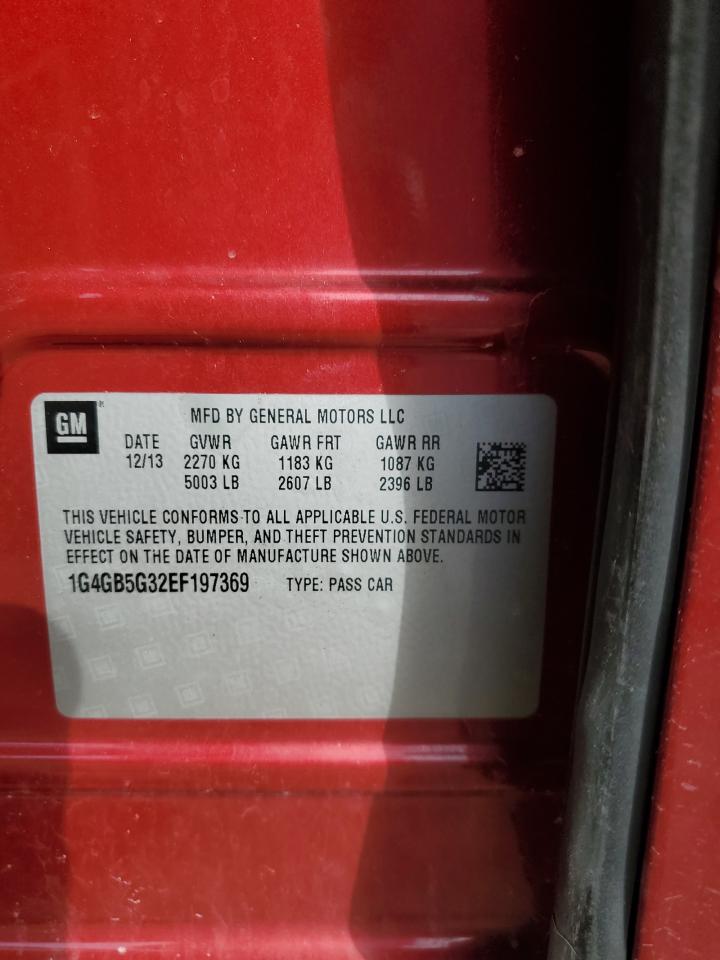 GM
MFD BY GENERAL MOTORS LLC
DATE GVWR GAWR FRT GAWR RR
12/13 2270 KG 1183 KG 1087 KG
5003 LB 2607 LB 2396 LB
THIS VEHICLE CONFORMS TO ALL APPLICABLE U.S. FEDERAL MOTOR
VEHICLE SAFETY, BUMPER, AND THEFT PREVENTION STANDARDS IN
EFFECT ON THE DATE OF MANUFACTURE SHOWN ABOVE.
1G4GB5G32EF197369 TYPE: PASS CAR